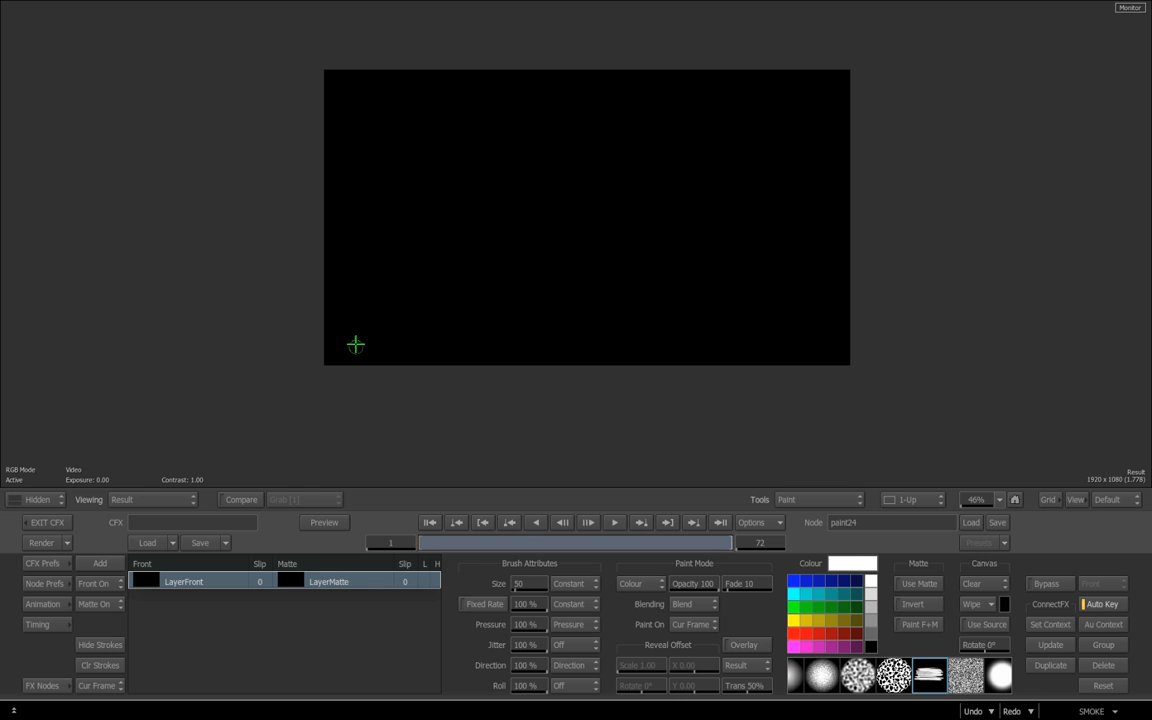 Monitor
RGB Mode Video
Active Exposure: 0.00 Contrast: 1.00
Result
1920 x 1080 (1.778)
Hidden Viewing Result Compare Grab [1] Tools Paint 1-Up 46% Grid View Default
EXIT CFX CFX Preview Options Node paint24 Load Save
Render Load Save 1 72 Presets
CFX Prefs Add Front Slip Matte Slip L H Brush Attributes Paint Mode Colour Matte Canvas
Node Prefs Front On LayerFront 0 LayerMatte 0 Size 50 Constant Colour Opacity 100 Fade 10 Use Matte Clear Bypass Front
Animation Matte On Fixed Rate 100 % Constant Blending Blend Invert Wipe ConnectFX Auto Key
Timing Pressure 100 % Pressure Paint On Cur Frame Paint F+M Use Source Set Context Au Context
Hide Strokes Jitter 100 % Off Reveal Offset Overlay Rotate 0° Update Group
Clr Strokes Direction 100 % Direction Scale 1.00 X 0.00 Result Duplicate Delete
FX Nodes Cur Frame Roll 100 % Off Rotate 0° Y 0.00 Trans 50% Reset
Undo Redo SMOKE